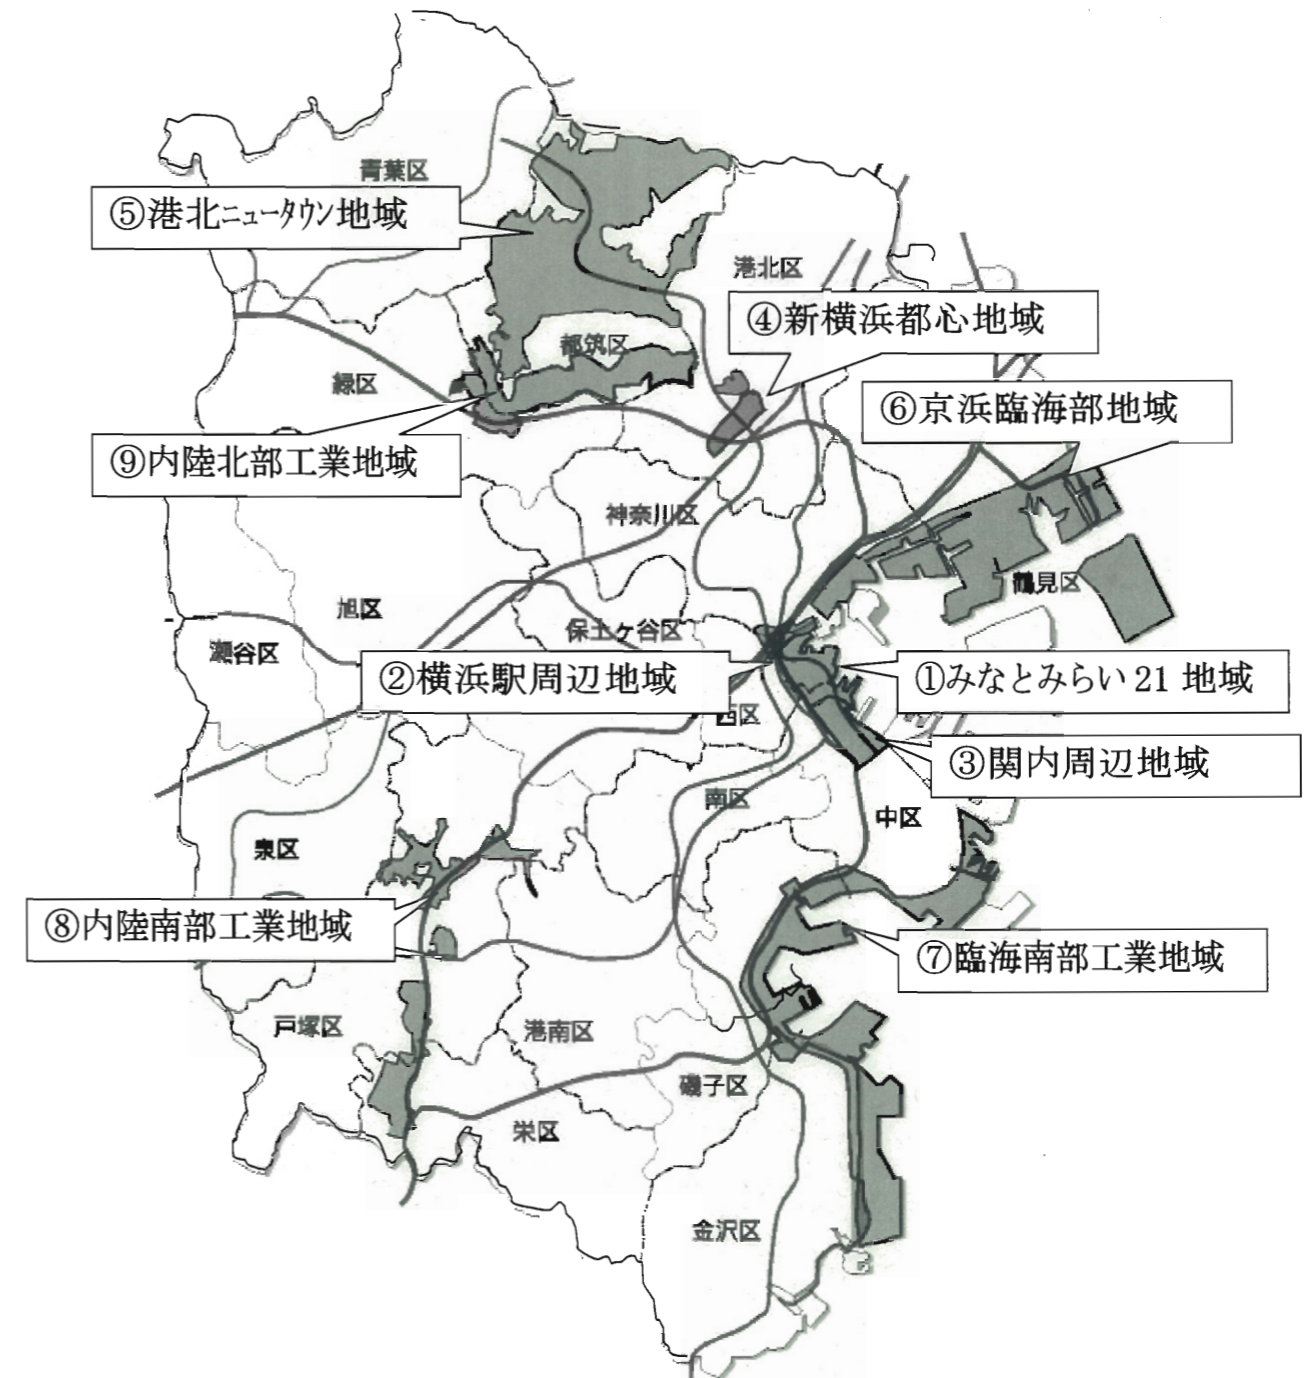 青葉区
⑤港北ニュータウン地域
港北区
④新横浜都心地域
都筑区
緑区
⑥京浜臨海部地域
⑨内陸北部工業地域
神奈川区
鶴見区
旭区
保土ヶ谷区
瀬谷区
②横浜駅周辺地域
①みなとみらい 21 地域
西区
③関内周辺地域
南区
中区
泉区
⑧内陸南部工業地域
⑦臨海南部工業地域
戸塚区
港南区
磯子区
栄区
金沢区